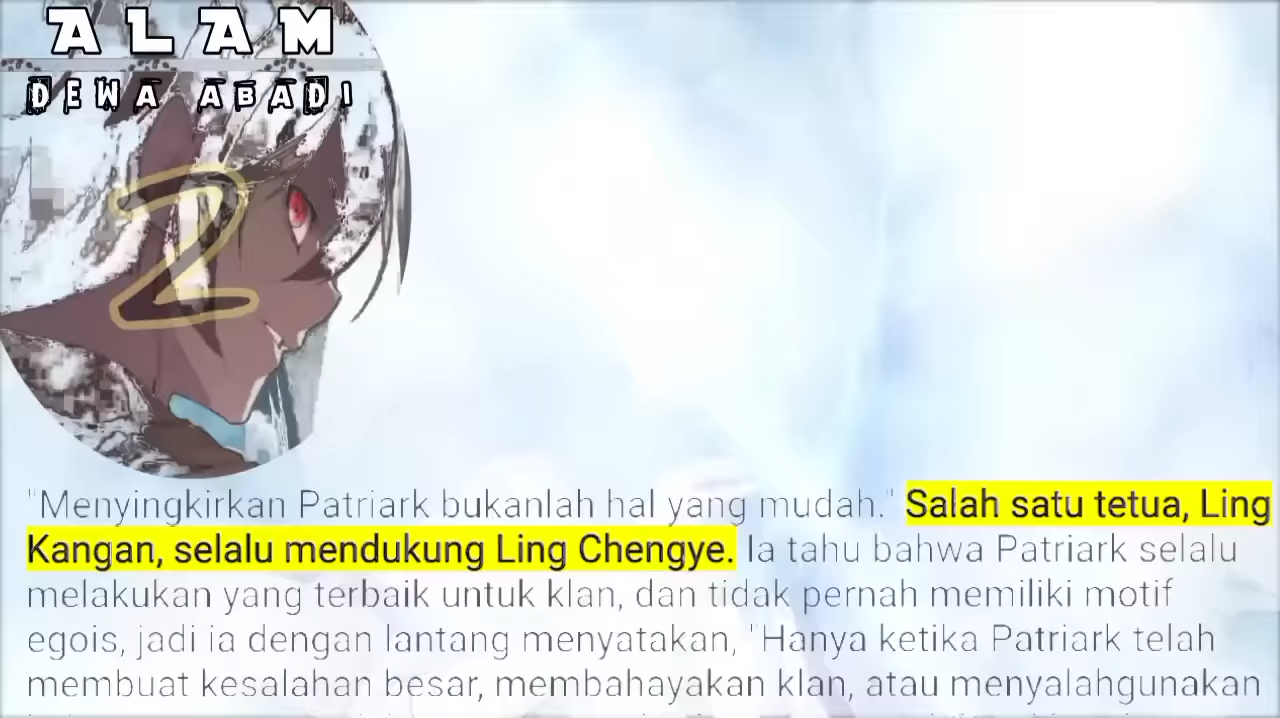 ALAM
DEWA ABADI
2
"Menyingkirkan Patriark bukanlah hal yang mudah." Salah satu tetua, Ling
Kangan, selalu mendukung Ling Chengye. Ia tahu bahwa Patriark selalu
melakukan yang terbaik untuk klan, dan tidak pernah memiliki motif
egois, jadi ia dengan lantang menyatakan, "Hanya ketika Patriark telah
membuat kesalahan besar, membahayakan klan, atau menyalahgunakan